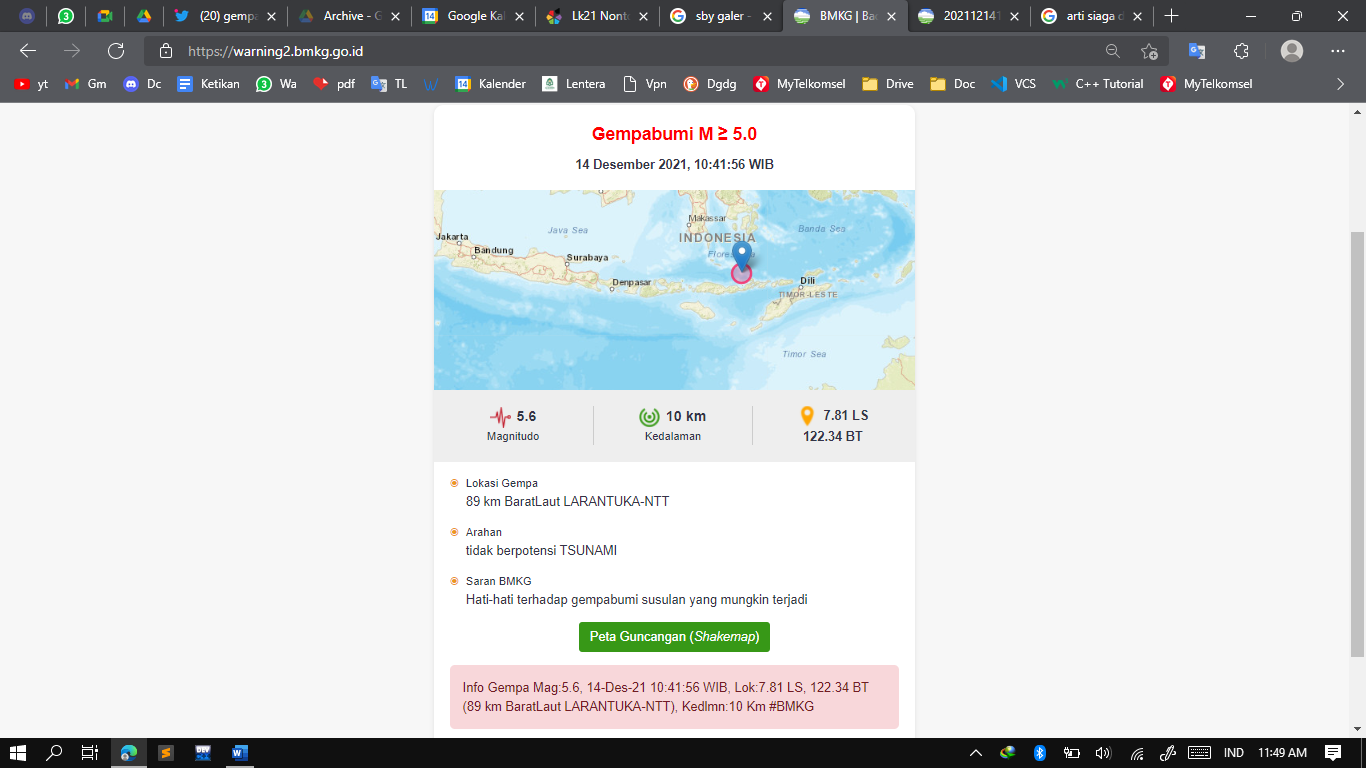 (20) gempa
Archive - G
Google Kal
Lk21 Nonto
sby galer -
BMKG | Bad
202112141
arti siaga d
https://warning2.bmkg.go.id
yt
Gm
Dc
Ketikan
Wa
pdf
TL
Kalender
Lentera
Vpn
Dgdg
MyTelkomsel
Drive
Doc
VCS
C++ Tutorial
MyTelkomsel
Gempabumi M ≥ 5.0
14 Desember 2021, 10:41:56 WIB
Makassar
Java Sea
Banda Sea
Jakarta
INDONESIA
Bandung
Surabaya
Flores
Denpasar
Dili
TIMOR-LESTE
Timor Sea
5.6
Magnitudo
10 km
Kedalaman
7.81 LS
122.34 BT
Lokasi Gempa
89 km BaratLaut LARANTUKA-NTT
Arahan
tidak berpotensi TSUNAMI
Saran BMKG
Hati-hati terhadap gempabumi susulan yang mungkin terjadi
Peta Guncangan (Shakemap)
Info Gempa Mag:5.6, 14-Des-21 10:41:56 WIB, Lok:7.81 LS, 122.34 BT
(89 km BaratLaut LARANTUKA-NTT), Kedlmn:10 Km #BMKG
IND
11:49 AM